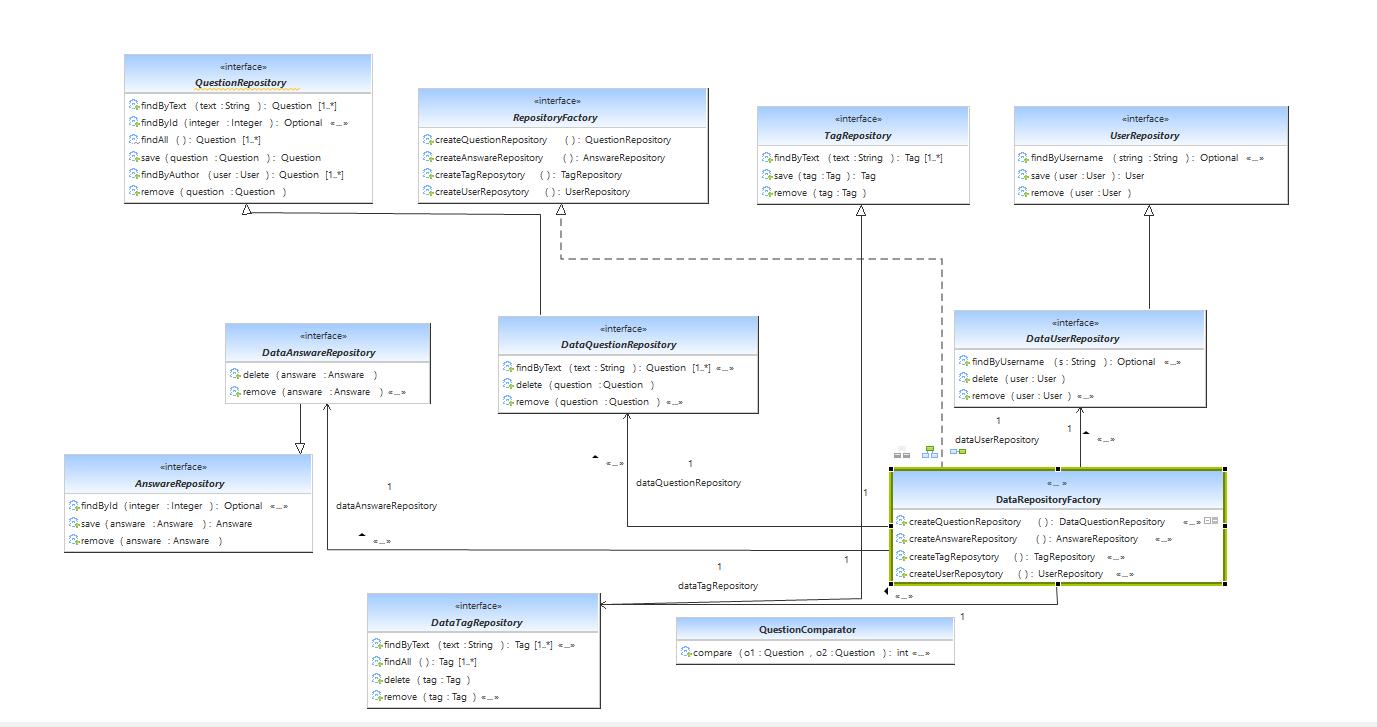 «interface»
QuestionRepository
findByText ( text : String ) : Question [1..*]
findById ( integer : Integer ) : Optional «...»
findAll ( ) : Question [1..*]
save ( question : Question ) : Question
findByAuthor ( user : User ) : Question [1..*]
remove ( question : Question )
«interface»
RepositoryFactory
createQuestionRepository ( ) : QuestionRepository
createAnswareRepository ( ) : AnswareRepository
createTagReposytory ( ) : TagRepository
createUserReposytory ( ) : UserRepository
«interface»
TagRepository
findByText ( text : String ) : Tag [1..*]
save ( tag : Tag ) : Tag
remove ( tag : Tag )
«interface»
UserRepository
findByUsername ( string : String ) : Optional «...»
save ( user : User ) : User
remove ( user : User )
«interface»
DataAnswareRepository
delete ( answare : Answare )
remove ( answare : Answare ) «...»
«interface»
DataQuestionRepository
findByText ( text : String ) : Question [1..*] «...»
delete ( question : Question )
remove ( question : Question ) «...»
«interface»
DataUserRepository
findByUsername ( s : String ) : Optional «...»
delete ( user : User )
remove ( user : User ) «...»
1
dataUserRepository
1
«...»
«interface»
AnswareRepository
findById ( integer : Integer ) : Optional «...»
save ( answare : Answare ) : Answare
remove ( answare : Answare )
1
dataAnswareRepository
«...»
«...»
1
dataQuestionRepository
1
«...»
DataRepositoryFactory
createQuestionRepository ( ) : DataQuestionRepository «...»
createAnswareRepository ( ) : AnswareRepository «...»
createTagReposytory ( ) : TagRepository «...»
createUserReposytory ( ) : UserRepository «...»
1
1
dataTagRepository
«...»
1
«interface»
DataTagRepository
findByText ( text : String ) : Tag [1..*] «...»
findAll ( ) : Tag [1..*]
delete ( tag : Tag )
remove ( tag : Tag ) «...»
QuestionComparator
compare ( o1 : Question , o2 : Question ) : int «...»